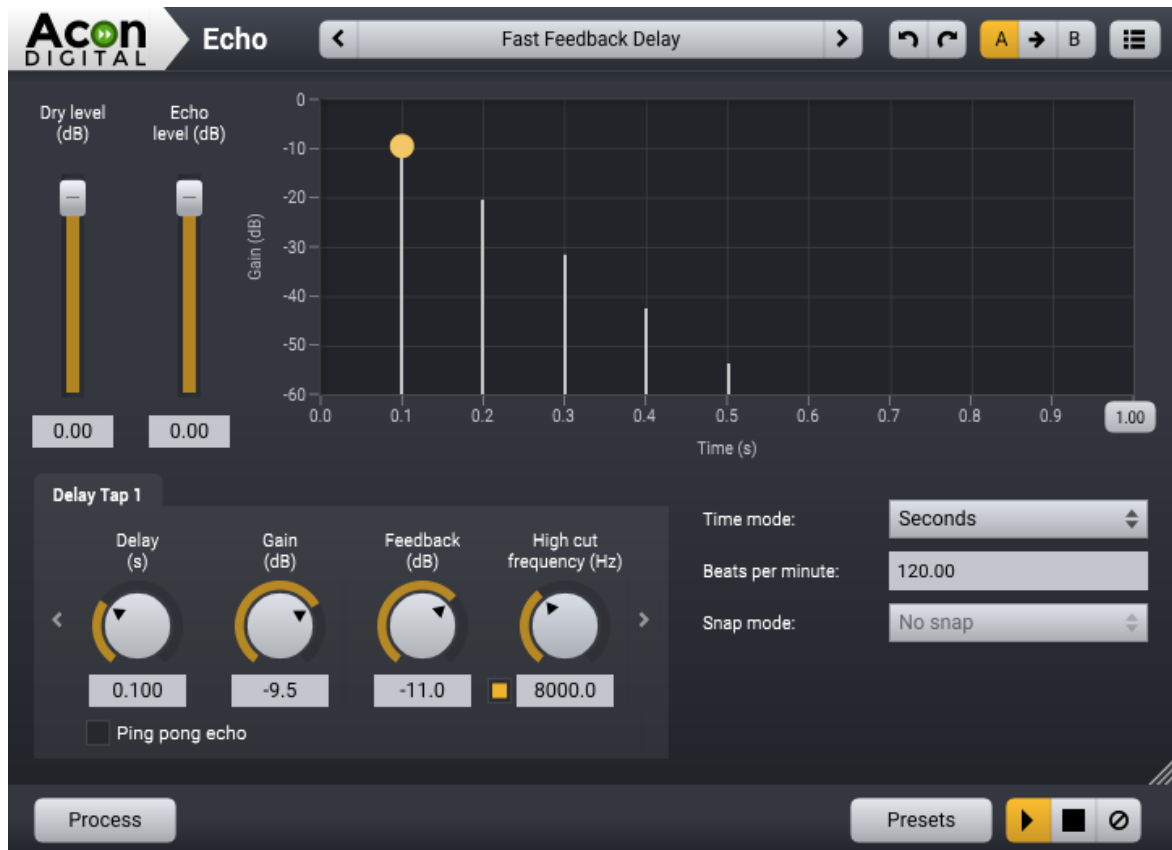 Acon
DIGITAL
Echo
Fast Feedback Delay
A
B
Dry level
(dB)
Echo
level (dB)
0.00
0.00
Gain (dB)
0
-10
-20
-30
-40
-50
-60
0.0
0.1
0.2
0.3
0.4
0.5
0.6
0.7
0.8
0.9
1.00
Time (s)
Delay Tap 1
Delay
(s)
Gain
(dB)
Feedback
(dB)
High cut
frequency (Hz)
0.100
-9.5
-11.0
8000.0
Ping pong echo
Time mode:
Seconds
Beats per minute:
120.00
Snap mode:
No snap
Process
Presets